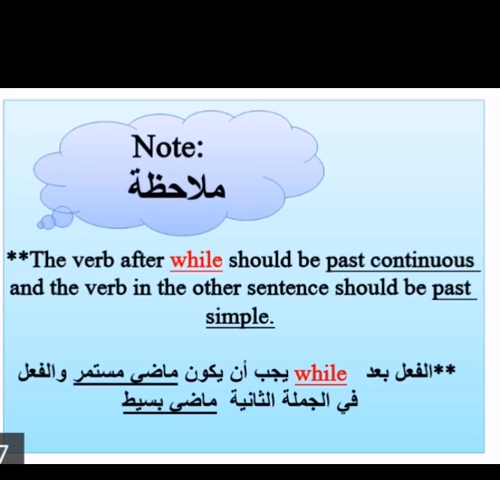 Note:
ملاحظة
**The verb after while should be past continuous
and the verb in the other sentence should be past
simple.
**الفعل بعد while يجب أن يكون ماضي مستمر والفعل
في الجملة الثانية ماضي بسيط
7